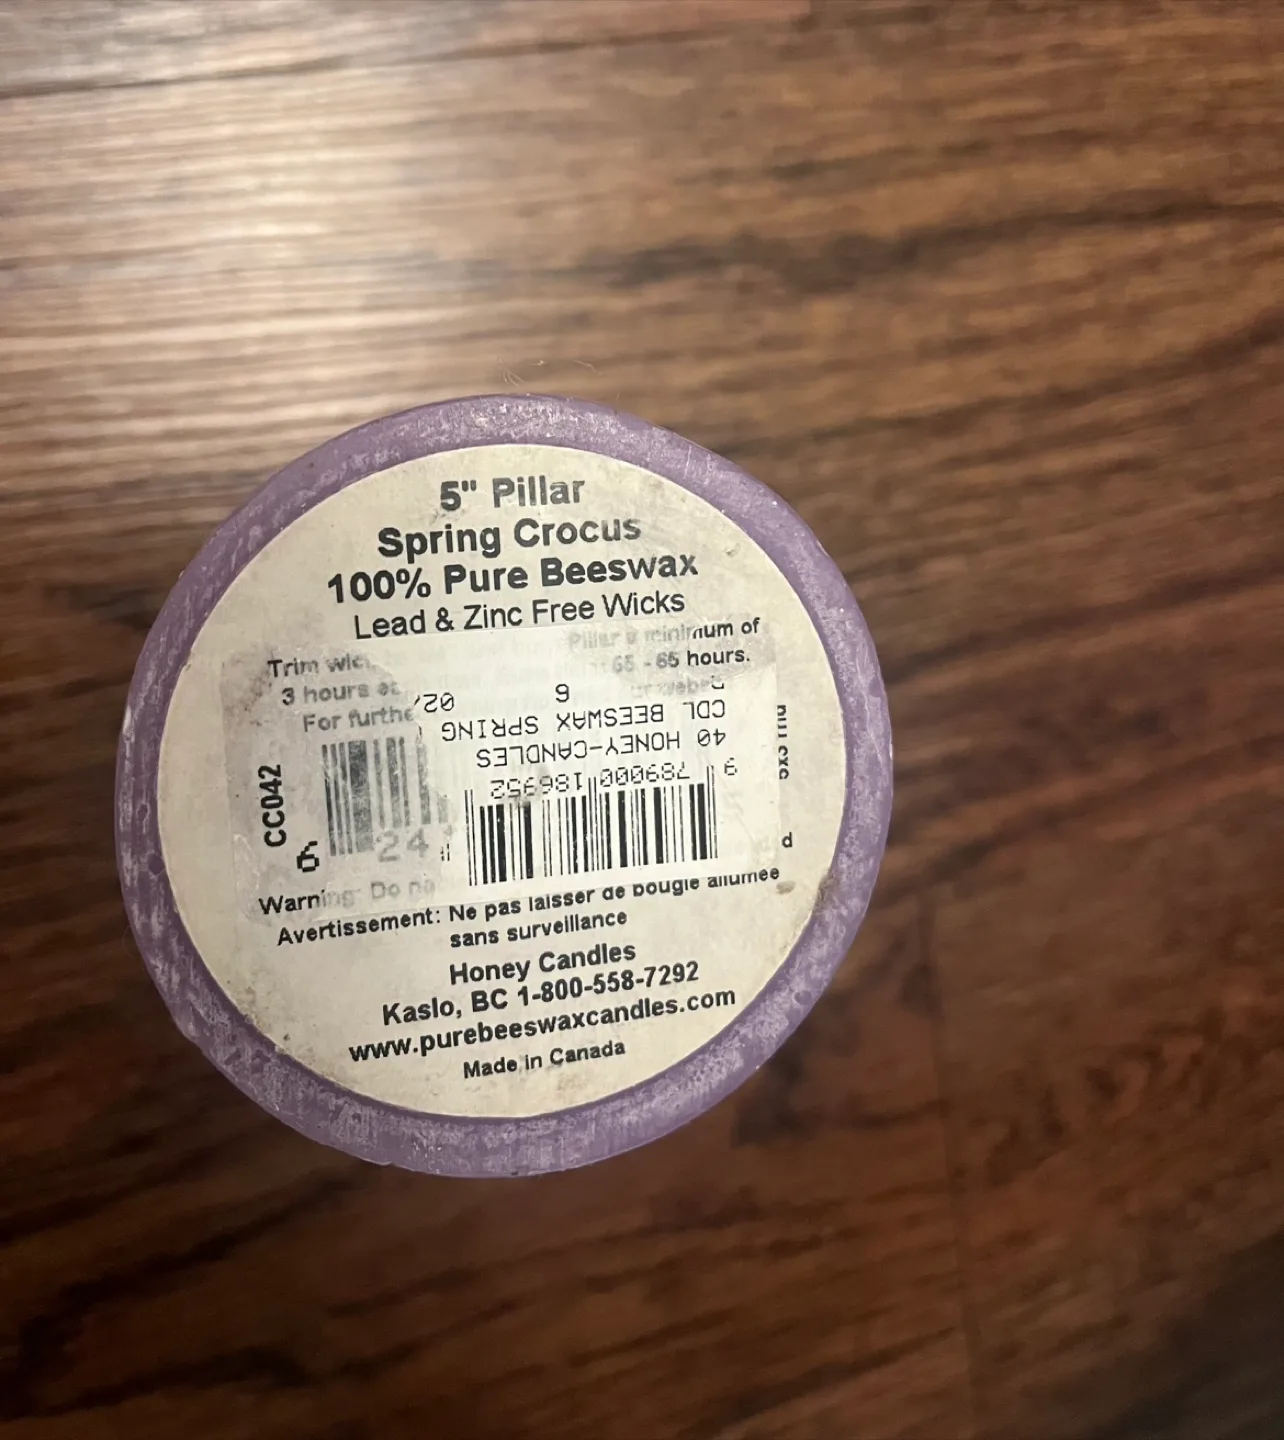 5" Pillar
Spring Crocus
100% Pure Beeswax
Lead & Zinc Free Wicks
Trim Pillar a minimum of
3 hours 65 - 65 hours.
For
CC042
6 24
02/
6
CDL BEESWAX SPRING
40 HONEY-CANDLES
9 789000 186952
Warning: Do
Avertissement: Ne pas laisser de bougie allumée
sans surveillance
Honey Candles
Kaslo, BC 1-800-558-7292
www.purebeeswaxcandles.com
Made in Canada